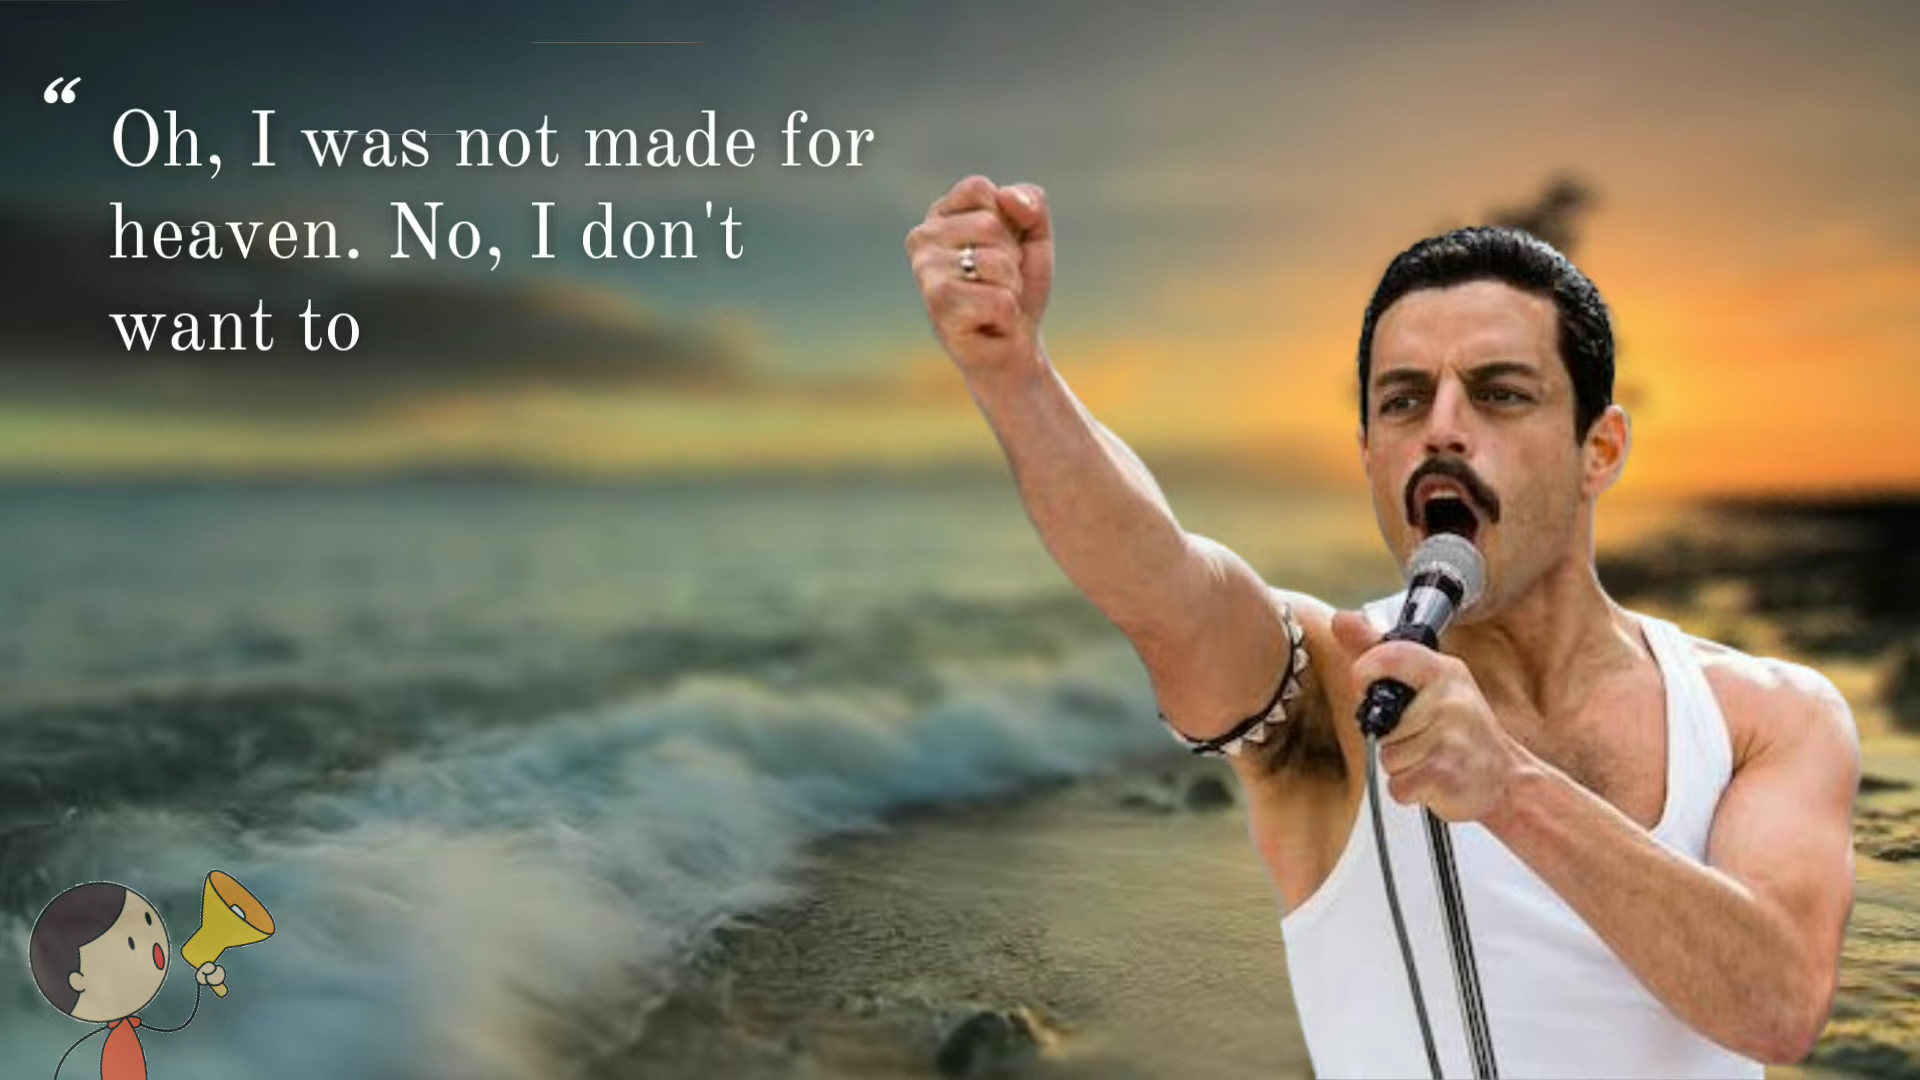 “
Oh, I was not made for
heaven. No, I don't
want to